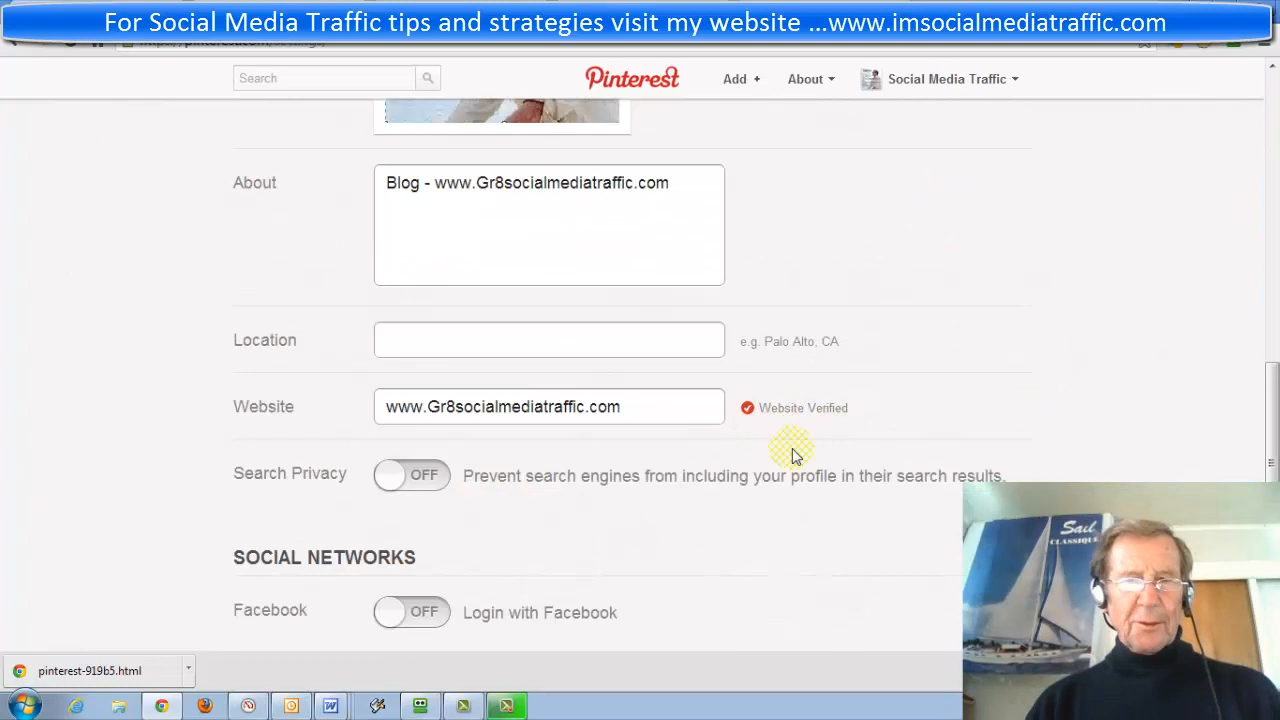 For Social Media Traffic tips and strategies visit my website ...www.imsocialmediatraffic.com
Search
Pinterest
Add +
About
Social Media Traffic
About
Blog - www.Gr8socialmediatraffic.com
Location
e.g. Palo Alto, CA
Website
www.Gr8socialmediatraffic.com
Website Verified
Search Privacy
OFF
Prevent search engines from including your profile in their search results.
SOCIAL NETWORKS
Facebook
OFF
Login with Facebook
Sail
CLASSIQUE
pinterest-919b5.html